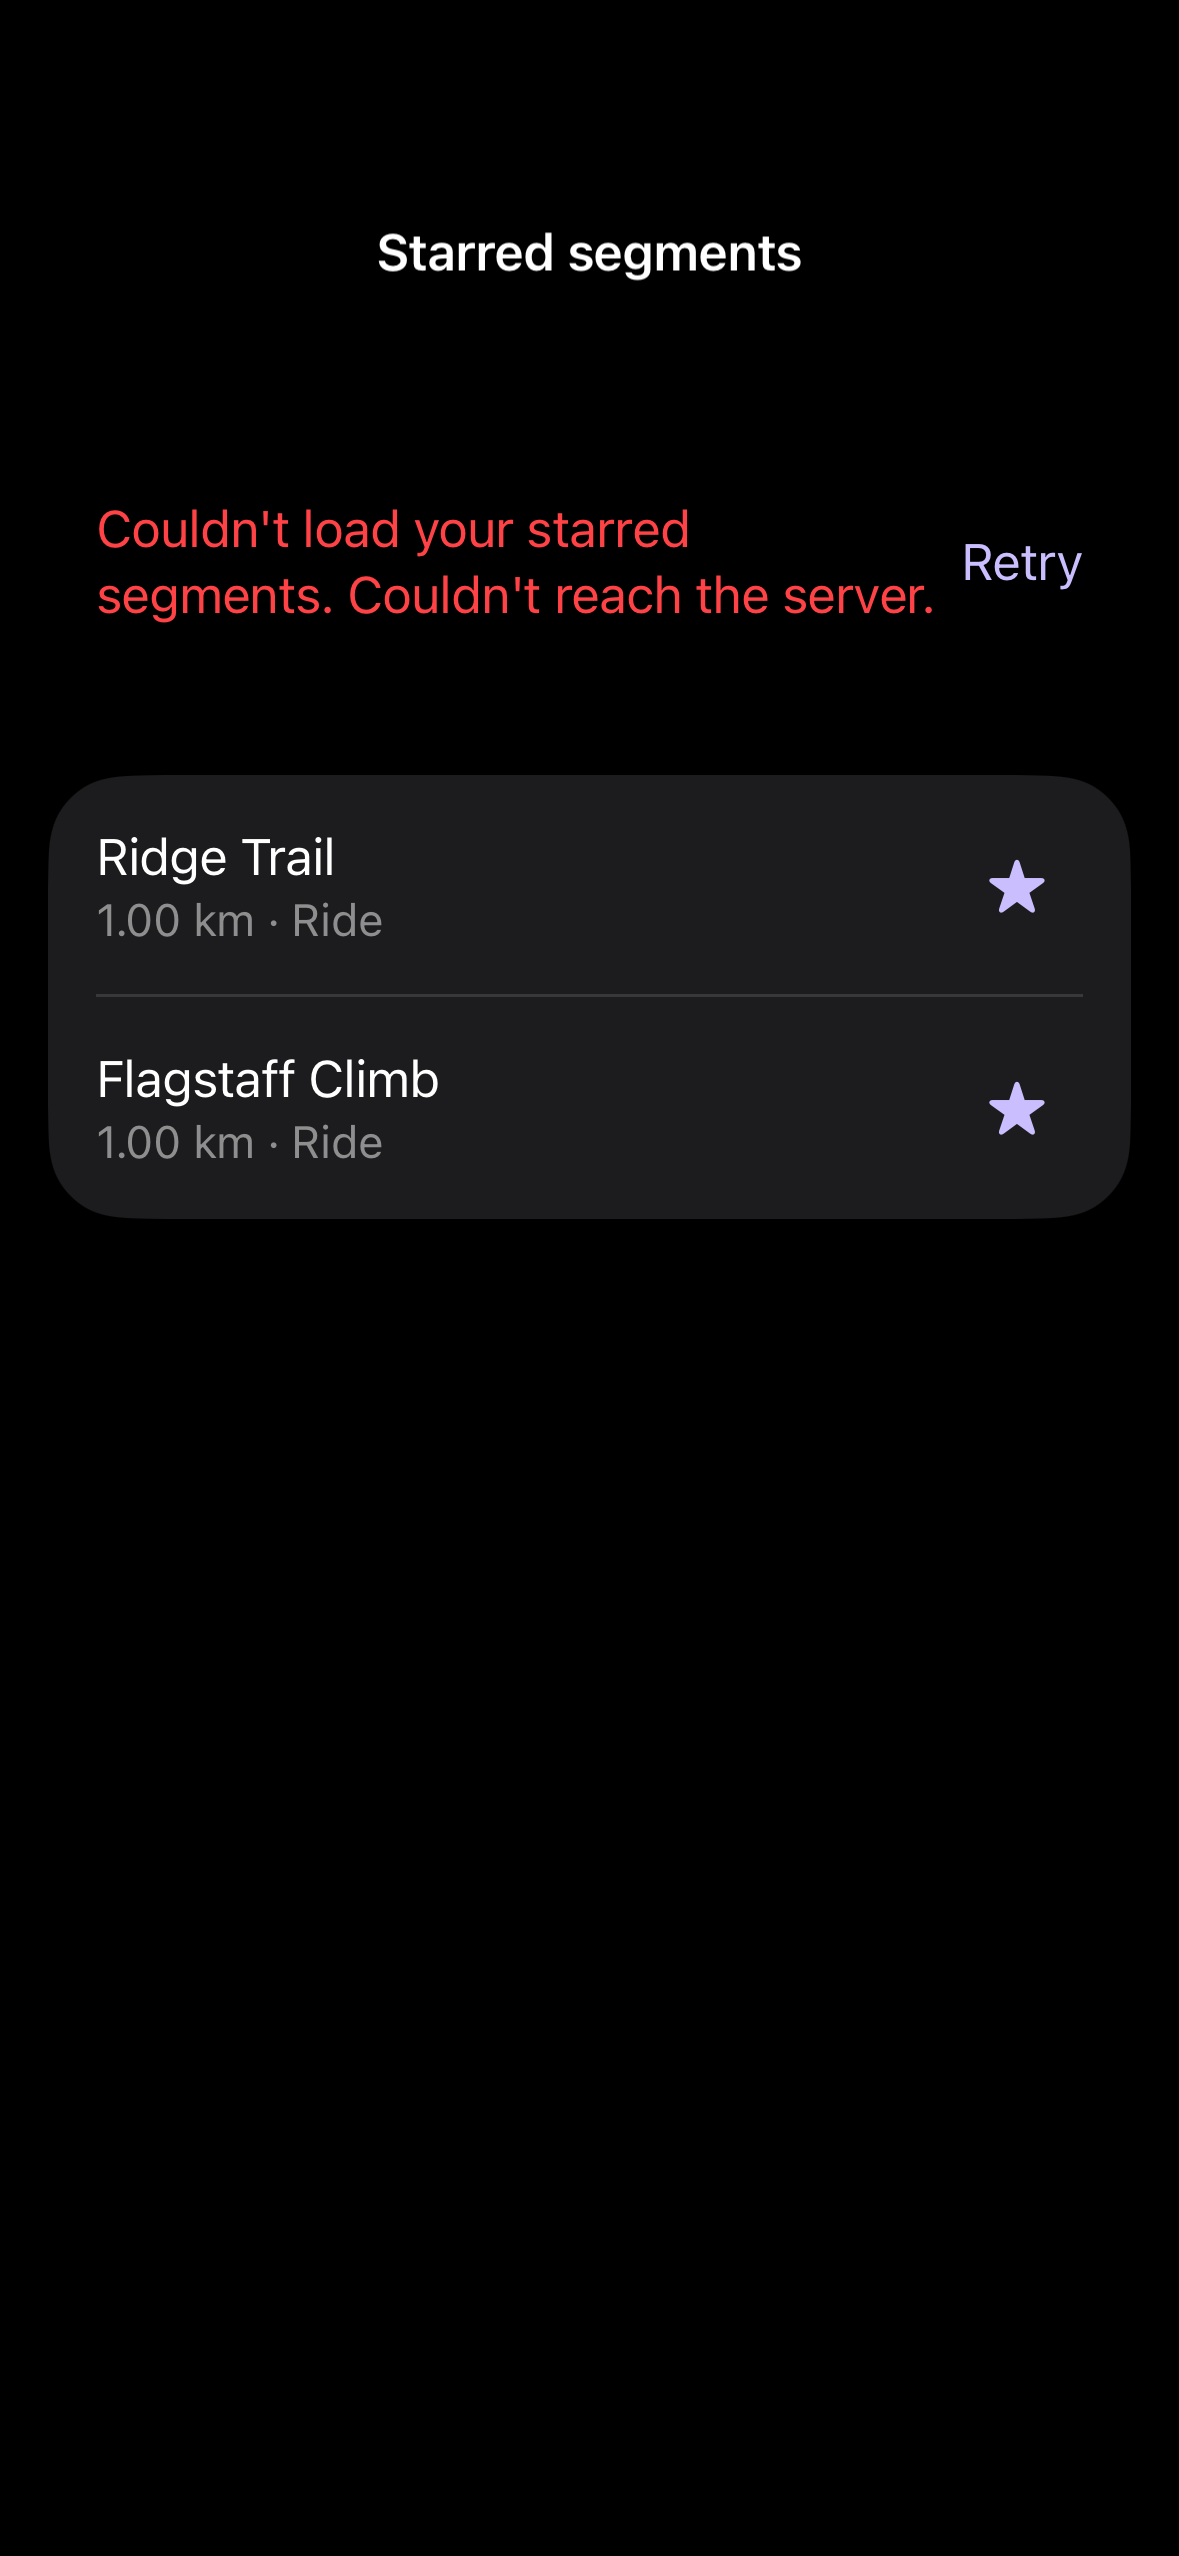 Starred segments
Couldn't load your starred
segments. Couldn't reach the server.
Retry
Ridge Trail
1.00 km · Ride
Flagstaff Climb
1.00 km · Ride